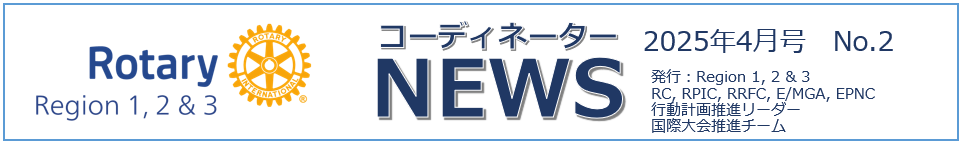 Rotary
Region 1, 2 & 3
ROTARY
INTERNATIONAL
コーディネーター
NEWS
2025年4月号 No.2
発行：Region 1, 2 & 3
RC, RPIC, RRFC, E/MGA, EPNC
行動計画推進リーダー
国際大会推進チーム